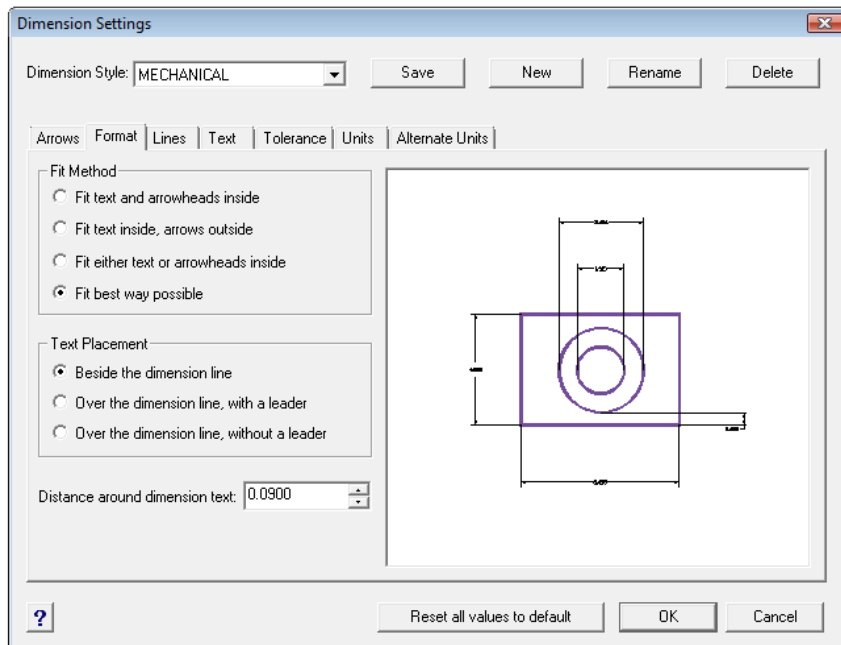 Dimension Settings
Dimension Style: MECHANICAL Save New Rename Delete
Arrows Format Lines Text Tolerance Units Alternate Units
Fit Method
Fit text and arrowheads inside
Fit text inside, arrows outside
Fit either text or arrowheads inside
Fit best way possible
Text Placement
Beside the dimension line
Over the dimension line, with a leader
Over the dimension line, without a leader
Distance around dimension text: 0.0900
? Reset all values to default OK Cancel